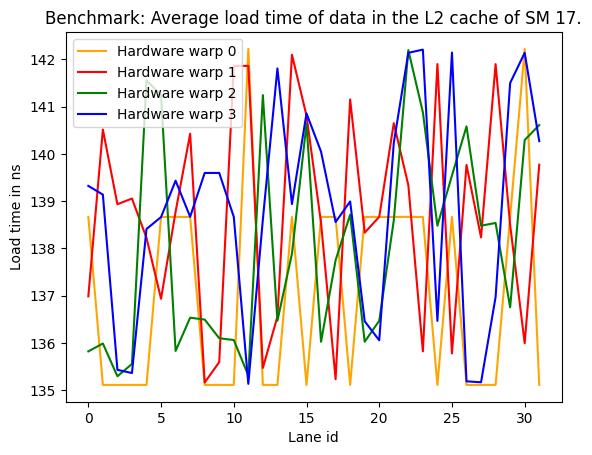 Benchmark: Average load time of data in the L2 cache of SM 17.
Hardware warp 0
Hardware warp 1
Hardware warp 2
Hardware warp 3
Load time in ns
142
141
140
139
138
137
136
135
0 5 10 15 20 25 30
Lane id